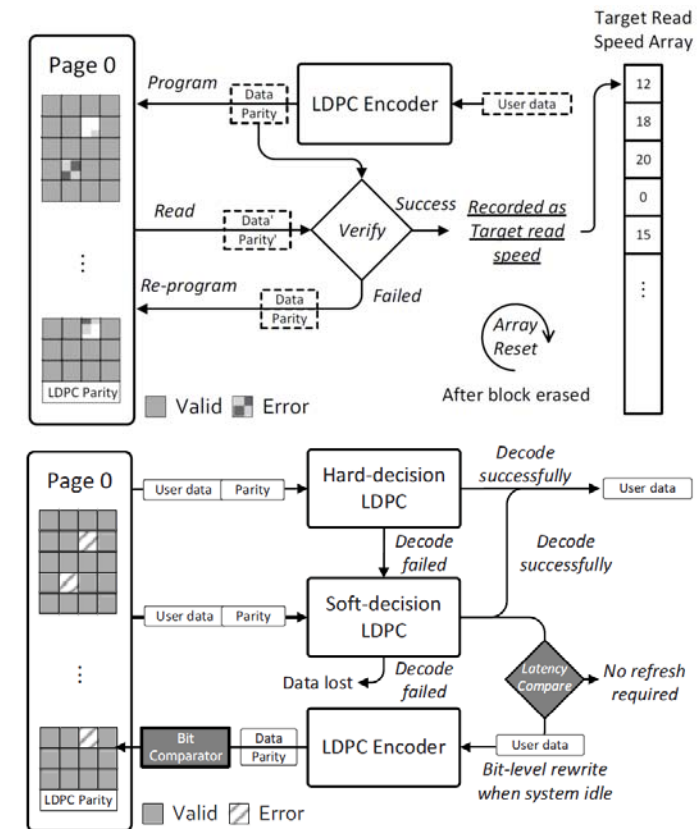 Target Read
Speed Array
Page 0
Program
Data
Parity
LDPC Encoder
User data
12
18
20
0
15
⋮
Read
Data'
Parity'
Verify
Success
Recorded as
Target read
speed
⋮
Re-program
Data
Parity
Failed
Array
Reset
After block erased
LDPC Parity
Valid
Error
Page 0
User data
Parity
Hard-decision
LDPC
Decode
successfully
User data
Decode
failed
Decode
successfully
User data
Parity
Soft-decision
LDPC
Latency
Compare
No refresh
required
Data lost
Decode
failed
⋮
Bit
Comparator
Data
Parity
LDPC Encoder
User data
Bit-level rewrite
when system idle
LDPC Parity
Valid
Error